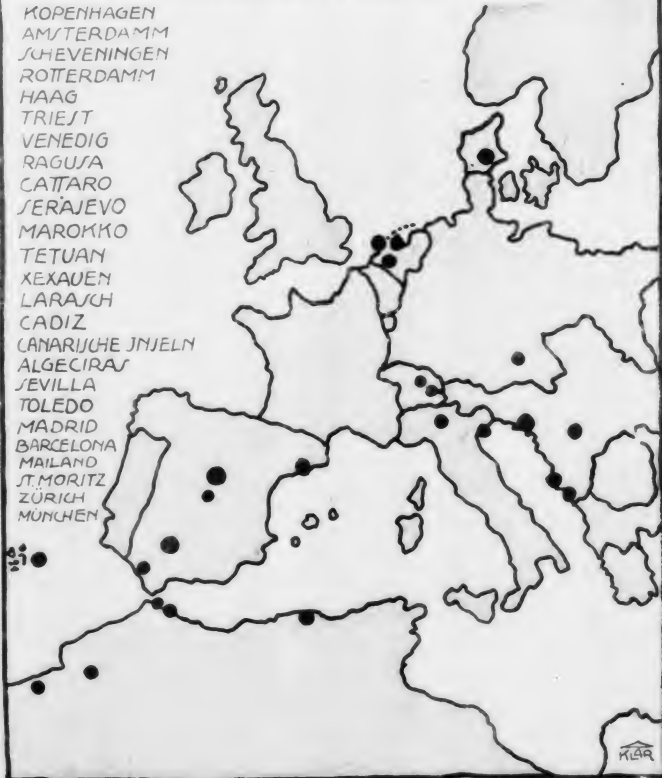 KOPENHAGEN
AMSTERDAMM
SCHEVENINGEN
ROTTERDAMM
HAAG
TRIEST
VENEDIG
RAGUSA
CATTARO
SERAJEVO
MAROKKO
TETUAN
XEXAUEN
LARASCH
CADIZ
CANARISCHE JNSELN
ALGECIRAS
SEVILLA
TOLEDO
MADRID
BARCELONA
MAILAND
ST. MORITZ
ZÜRICH
MÜNCHEN
KLAR